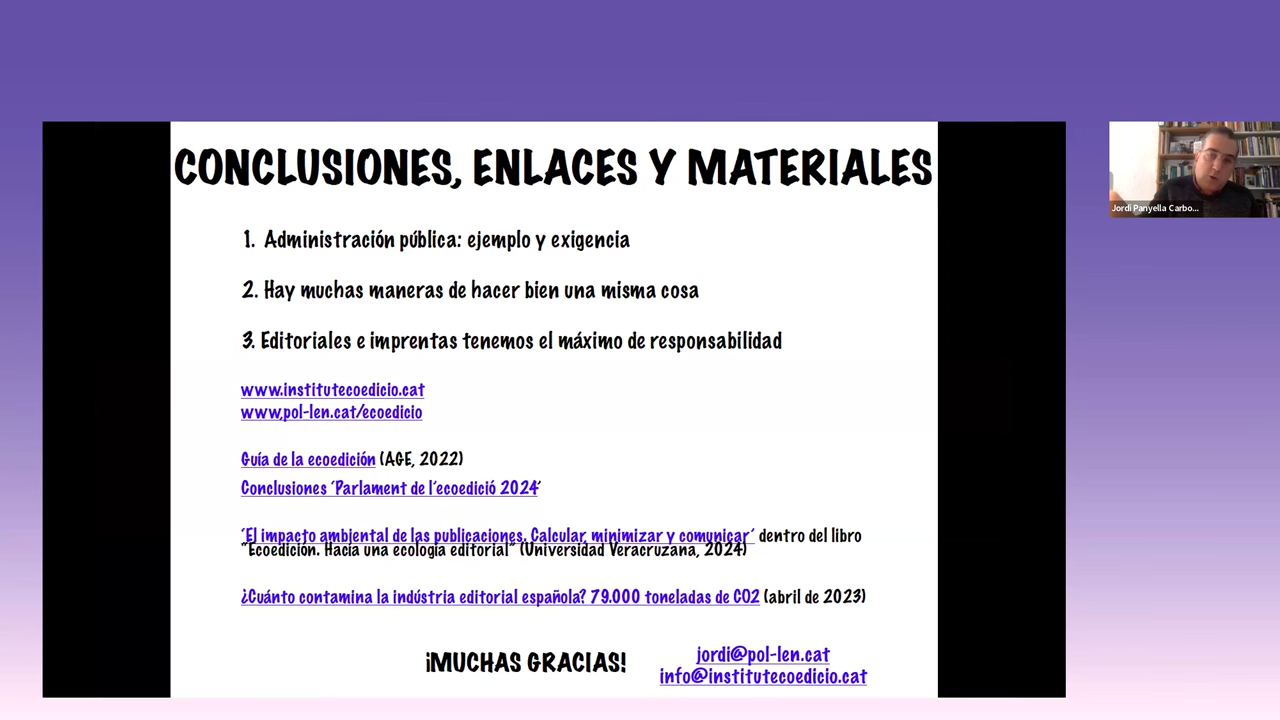 CONCLUSIONES, ENLACES Y MATERIALES
Jordi Panyella Carbo...
1. Administración pública: ejemplo y exigencia
2. Hay muchas maneras de hacer bien una misma cosa
3. Editoriales e imprentas tenemos el máximo de responsabilidad
www.institutecoedicio.cat
www.pol-len.cat/ecoedicio
Guía de la ecoedición (AGE, 2022)
Conclusiones 'Parlament de l'ecoedició 2024'
'El impacto ambiental de las publicaciones. Calcular, minimizar y comunicar' dentro del libro
"Ecoedición. Hacia una ecología editorial" (Universidad Veracruzana, 2024)
¿Cuánto contamina la indústria editorial española? 79.000 toneladas de CO2 (abril de 2023)
¡MUCHAS GRACIAS!
jordi@pol-len.cat
info@institutecoedicio.cat